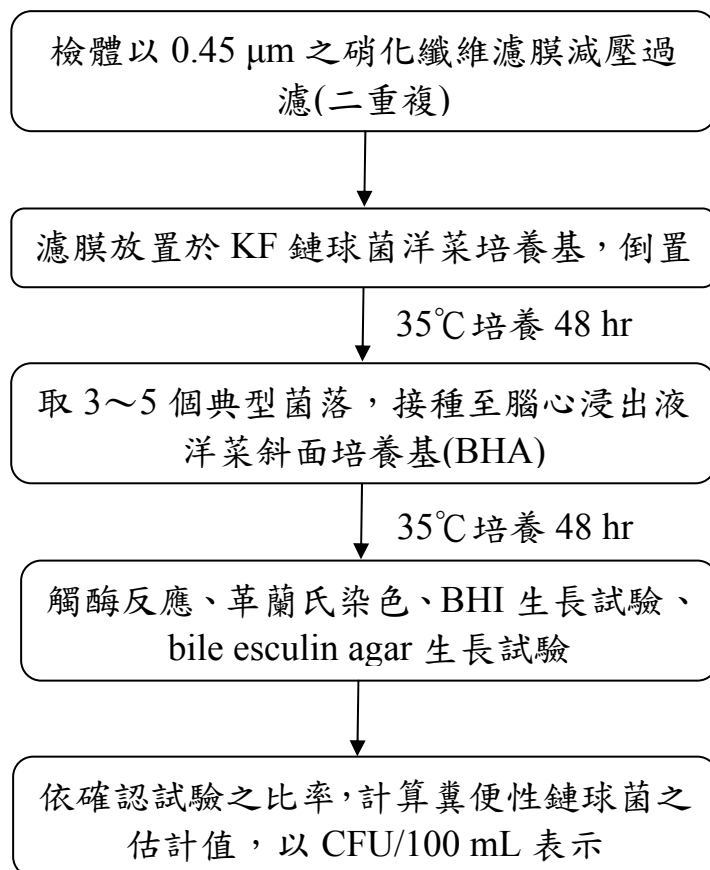 檢體以 0.45 μm 之硝化纖維濾膜減壓過
濾(二重複)
濾膜放置於 KF 鏈球菌洋菜培養基，倒置
35℃培養 48 hr
取 3～5 個典型菌落，接種至腦心浸出液
洋菜斜面培養基(BHA)
35℃培養 48 hr
觸酶反應、革蘭氏染色、BHI 生長試驗、
bile esculin agar 生長試驗
依確認試驗之比率，計算糞便性鏈球菌之
估計值，以 CFU/100 mL 表示